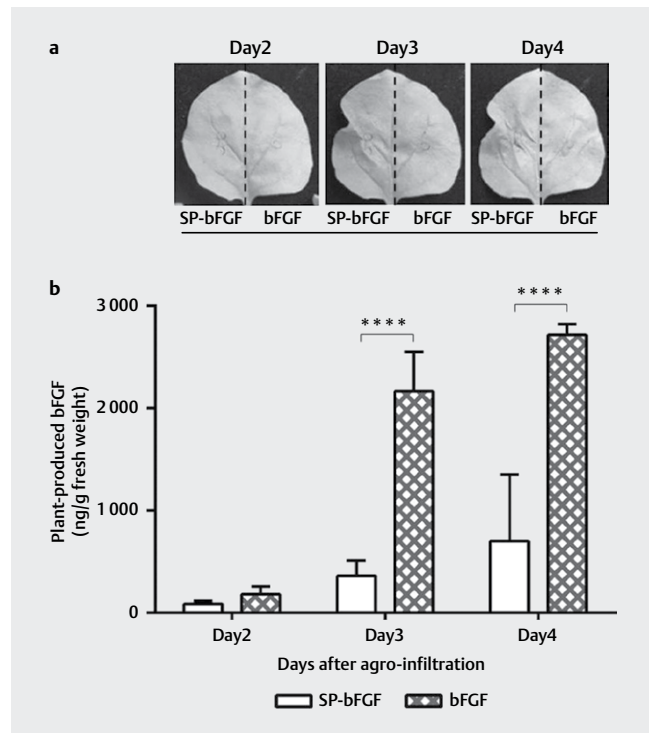 a
Day2 Day3 Day4
SP-bFGF bFGF SP-bFGF bFGF SP-bFGF bFGF
b
Plant-produced bFGF
(ng/g fresh weight)
3 000
2 000
1 000
0
****
****
Day2 Day3 Day4
Days after agro-infiltration
SP-bFGF bFGF